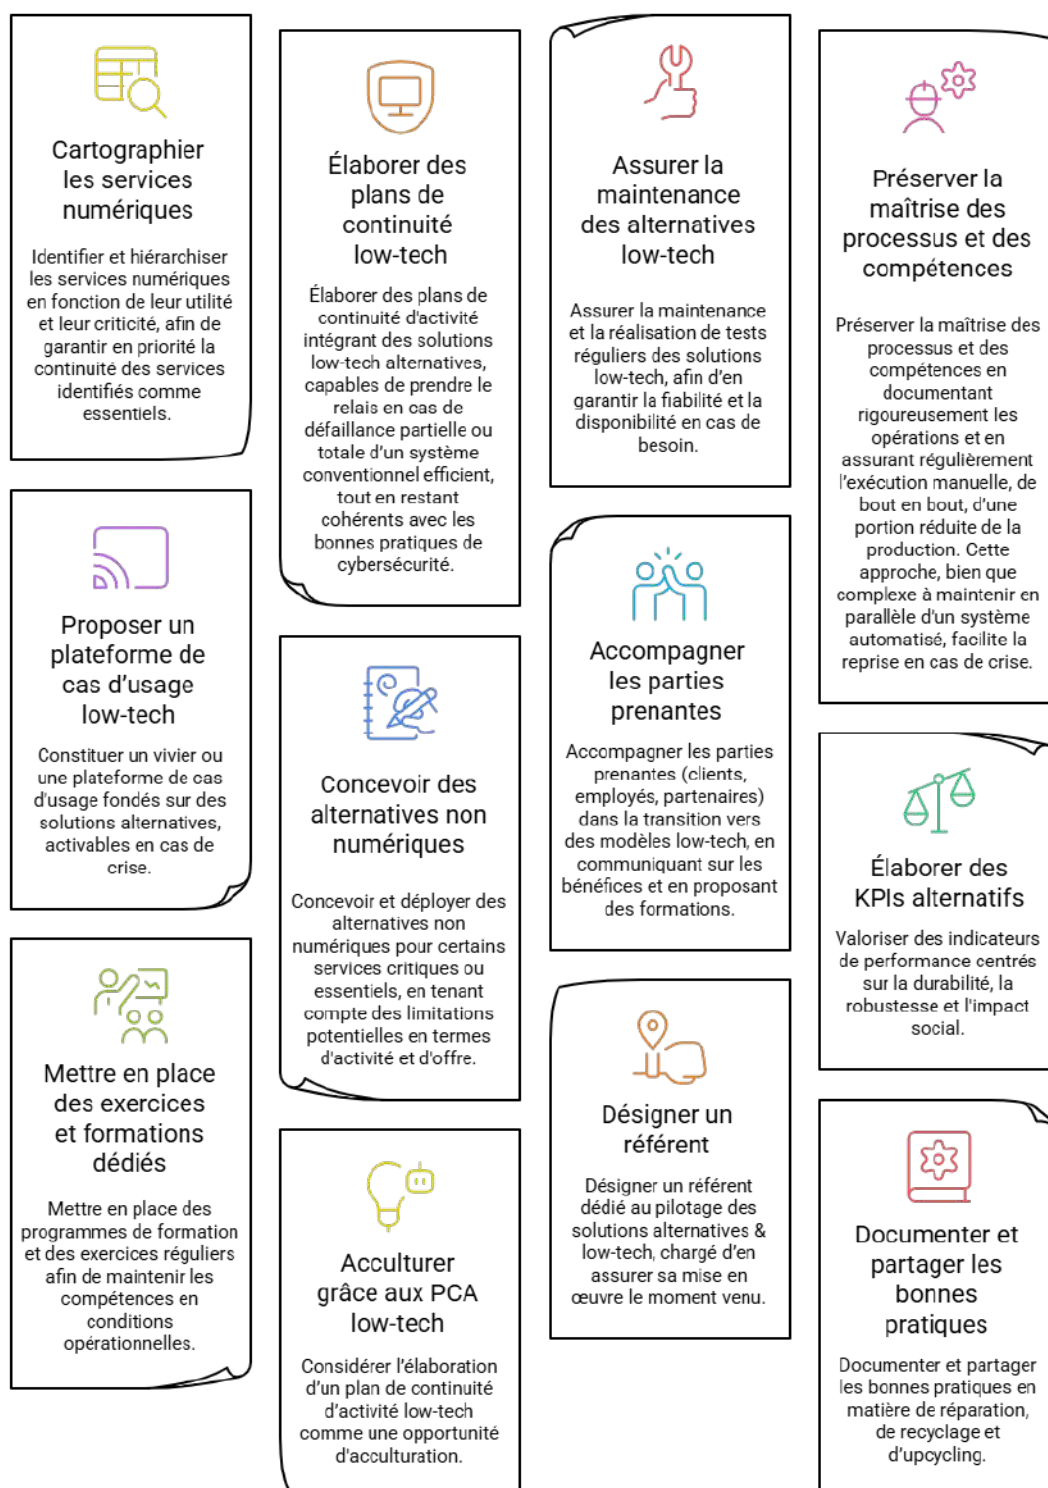 Cartographier
les services
numériques
Identifier et hiérarchiser
les services numériques
en fonction de leur utilité
et leur criticité, afin de
garantir en priorité la
continuité des services
identifiés comme
essentiels.
Proposer un
plateforme de
cas d'usage
low-tech
Constituer un vivier ou
une plateforme de cas
d'usage fondés sur des
solutions alternatives,
activables en cas de
crise.
Mettre en place
des exercices
et formations
dédiés
Mettre en place des
programmes de formation
et des exercices réguliers
afin de maintenir les
compétences en
conditions
opérationnelles.
Élaborer des
plans de
continuité
low-tech
Élaborer des plans de
continuité d'activité
intégrant des solutions
low-tech alternatives,
capables de prendre le
relais en cas de
défaillance partielle ou
totale d'un système
conventionnel efficient,
tout en restant
cohérents avec les
bonnes pratiques de
cybersécurité.
Concevoir des
alternatives non
numériques
Concevoir et déployer des
alternatives non
numériques pour certains
services critiques ou
essentiels, en tenant
compte des limitations
potentielles en termes
d'activité et d'offre.
Acculturer
grâce aux PCA
low-tech
Considérer l'élaboration
d'un plan de continuité
d'activité low-tech
comme une opportunité
d'acculturation.
Assurer la
maintenance
des alternatives
low-tech
Assurer la maintenance
et la réalisation de tests
réguliers des solutions
low-tech, afin d'en
garantir la fiabilité et la
disponibilité en cas de
besoin.
Accompagner
les parties
prenantes
Accompagner les parties
prenantes (clients,
employés, partenaires)
dans la transition vers
des modèles low-tech, en
communiquant sur les
bénéfices et en proposant
des formations.
Désigner un
référent
Désigner un référent
dédié au pilotage des
solutions alternatives &
low-tech, chargé d'en
assurer sa mise en
œuvre le moment venu.
Préserver la
maîtrise des
processus et des
compétences
Préserver la maîtrise des
processus et des
compétences en
documentant
rigoureusement les
opérations et en
assurant régulièrement
l'exécution manuelle, de
bout en bout, d'une
portion réduite de la
production. Cette
approche, bien que
complexe à maintenir en
parallèle d'un système
automatisé, facilite la
reprise en cas de crise.
Élaborer des
KPIs alternatifs
Valoriser des indicateurs
de performance centrés
sur la durabilité, la
robustesse et l'impact
social.
Documenter et
partager les
bonnes
pratiques
Documenter et partager
les bonnes pratiques en
matière de réparation,
de recyclage et
d'upcycling.